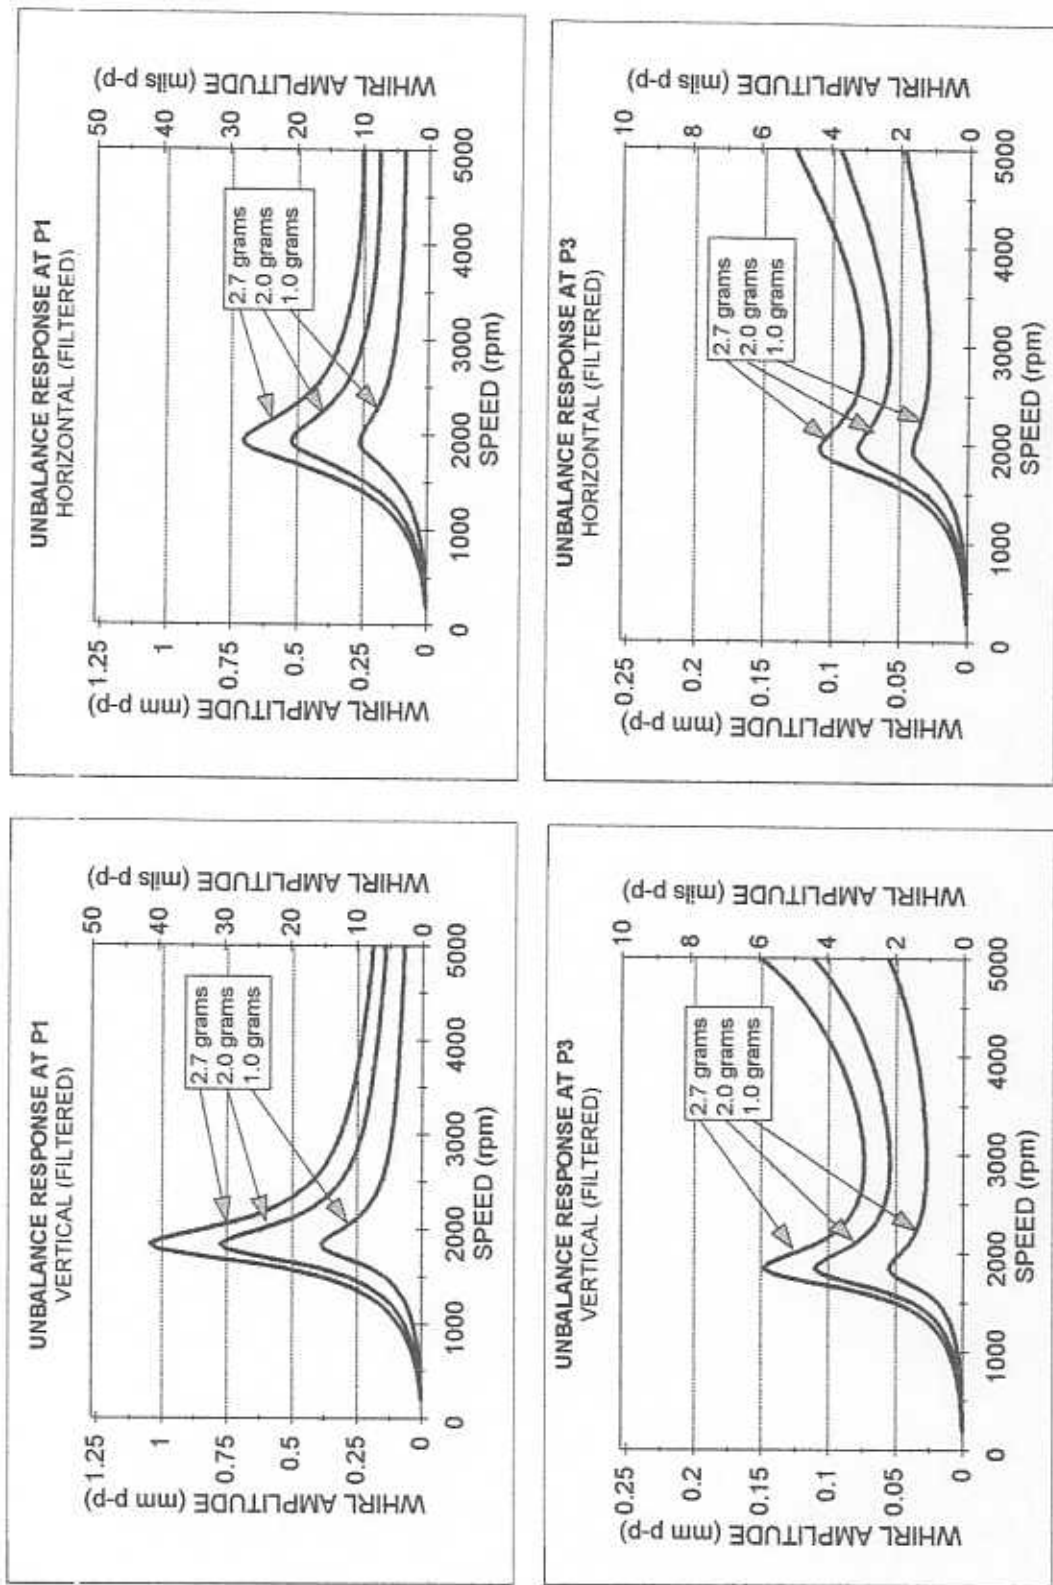 UNBALANCE RESPONSE AT P1
VERTICAL (FILTERED)
WHIRL AMPLITUDE (mm p-p)
1.25
1
0.75
0.5
0.25
0
WHIRL AMPLITUDE (mils p-p)
50
40
30
20
10
0
2.7 grams
2.0 grams
1.0 grams
0 1000 2000 3000 4000 5000
SPEED (rpm)
UNBALANCE RESPONSE AT P1
HORIZONTAL (FILTERED)
WHIRL AMPLITUDE (mm p-p)
1.25
1
0.75
0.5
0.25
0
WHIRL AMPLITUDE (mils p-p)
50
40
30
20
10
0
2.7 grams
2.0 grams
1.0 grams
0 1000 2000 3000 4000 5000
SPEED (rpm)
UNBALANCE RESPONSE AT P3
VERTICAL (FILTERED)
WHIRL AMPLITUDE (mm p-p)
0.25
0.2
0.15
0.1
0.05
0
WHIRL AMPLITUDE (mils p-p)
10
8
6
4
2
0
2.7 grams
2.0 grams
1.0 grams
0 1000 2000 3000 4000 5000
SPEED (rpm)
UNBALANCE RESPONSE AT P3
HORIZONTAL (FILTERED)
WHIRL AMPLITUDE (mm p-p)
0.25
0.2
0.15
0.1
0.05
0
WHIRL AMPLITUDE (mils p-p)
10
8
6
4
2
0
2.7 grams
2.0 grams
1.0 grams
0 1000 2000 3000 4000 5000
SPEED (rpm)